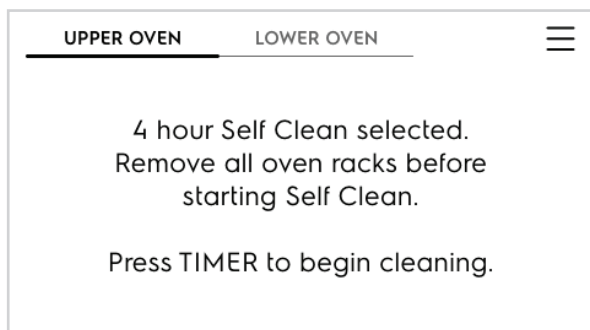 UPPER OVEN LOWER OVEN
4 hour Self Clean selected.
Remove all oven racks before
starting Self Clean.
Press TIMER to begin cleaning.